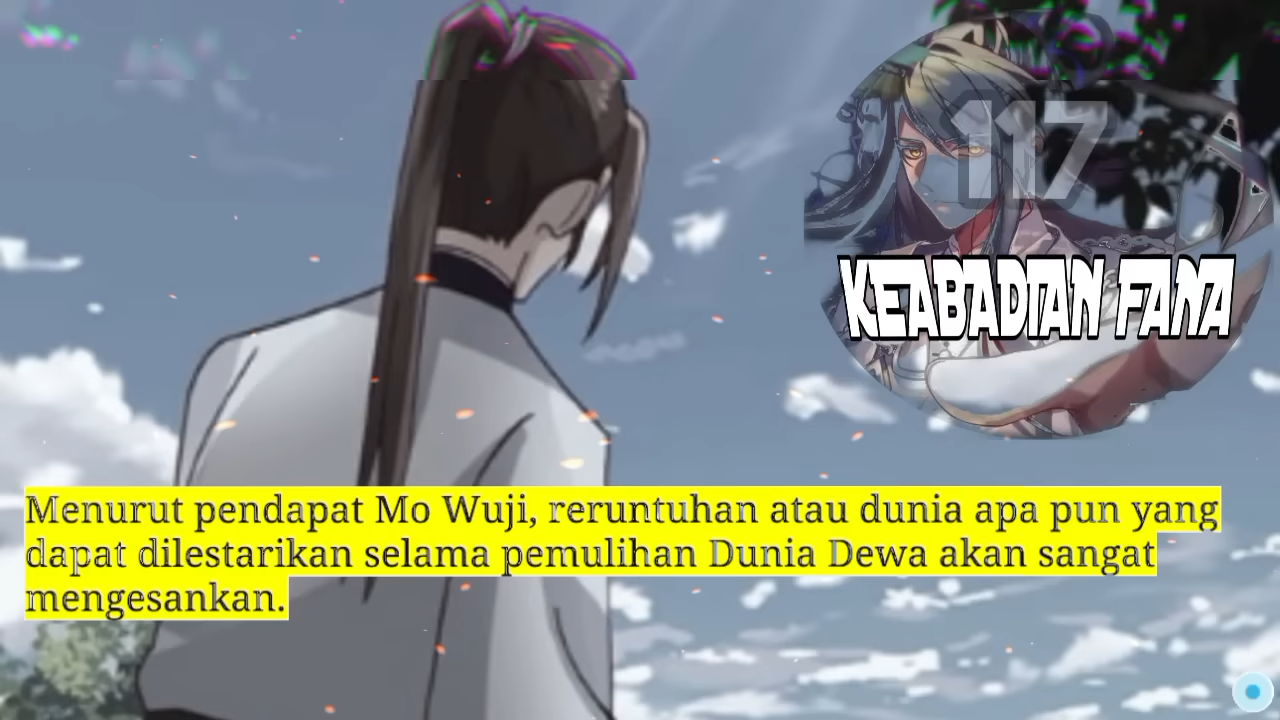 117
KEABADIAN FANA
Menurut pendapat Mo Wuji, reruntuhan atau dunia apa pun yang
dapat dilestarikan selama pemulihan Dunia Dewa akan sangat
mengesankan.